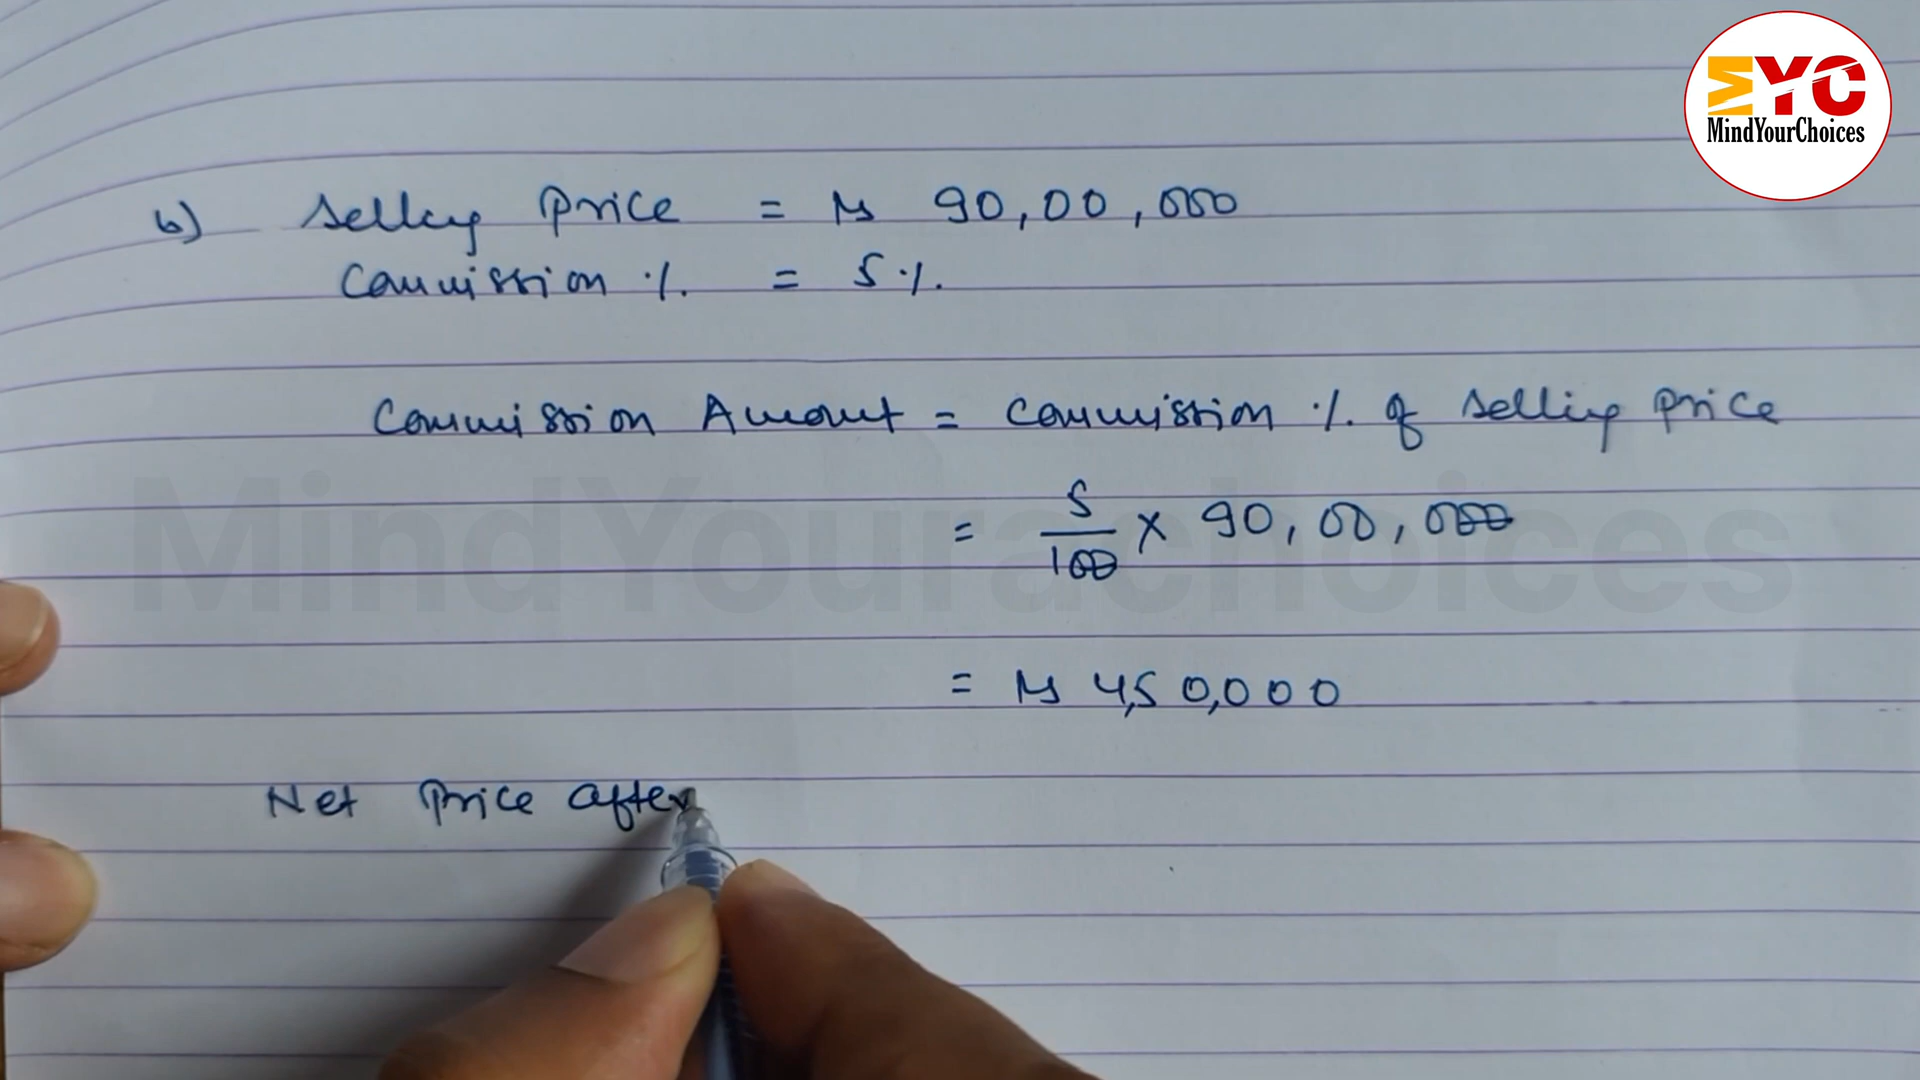 MYC
MindYourChoices
b) Selling Price = Rs 90,00,000
Commission % = 5%
Commission Amount = Commission % of Selling Price
= 5/100 × 90,00,000
= Rs 4,50,000
Net Price after
MindYourachoices